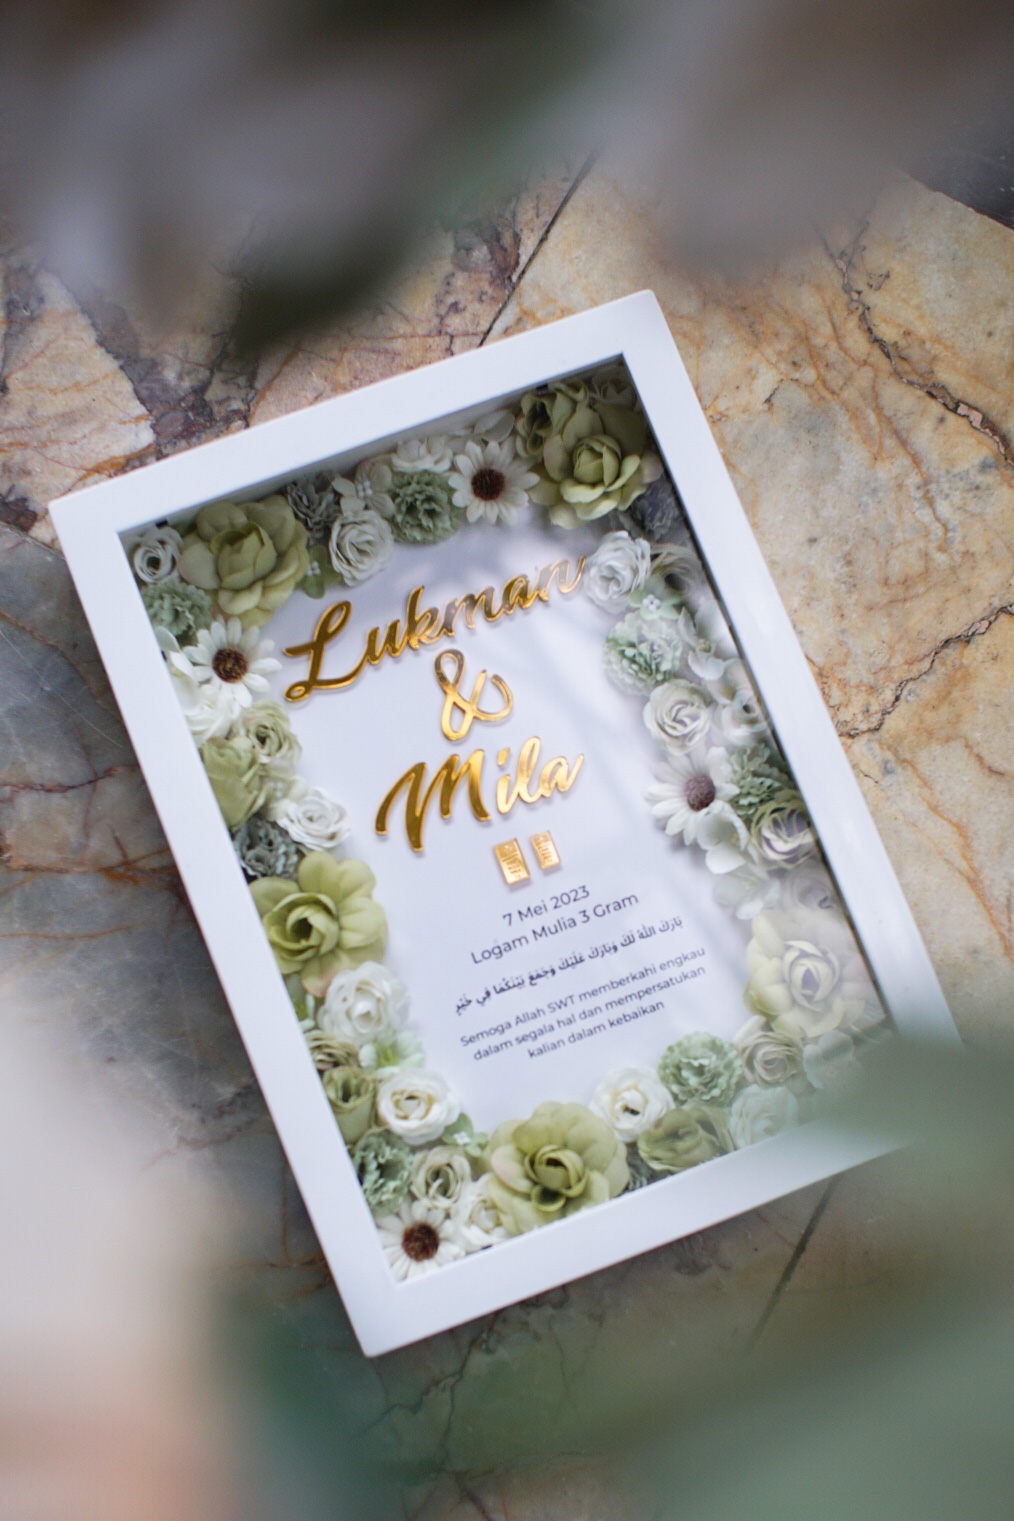 Lukman
&
Mila
7 Mei 2023
Logam Mulia 3 Gram
بَارَكَ اللهُ لَكَ وَبَارَكَ عَلَيْكَ وَجَمَعَ بَيْنَكُمَا فِي خَيْرٍ
Semoga Allah SWT memberkahi engkau
dalam segala hal dan mempersatukan
kalian dalam kebaikan